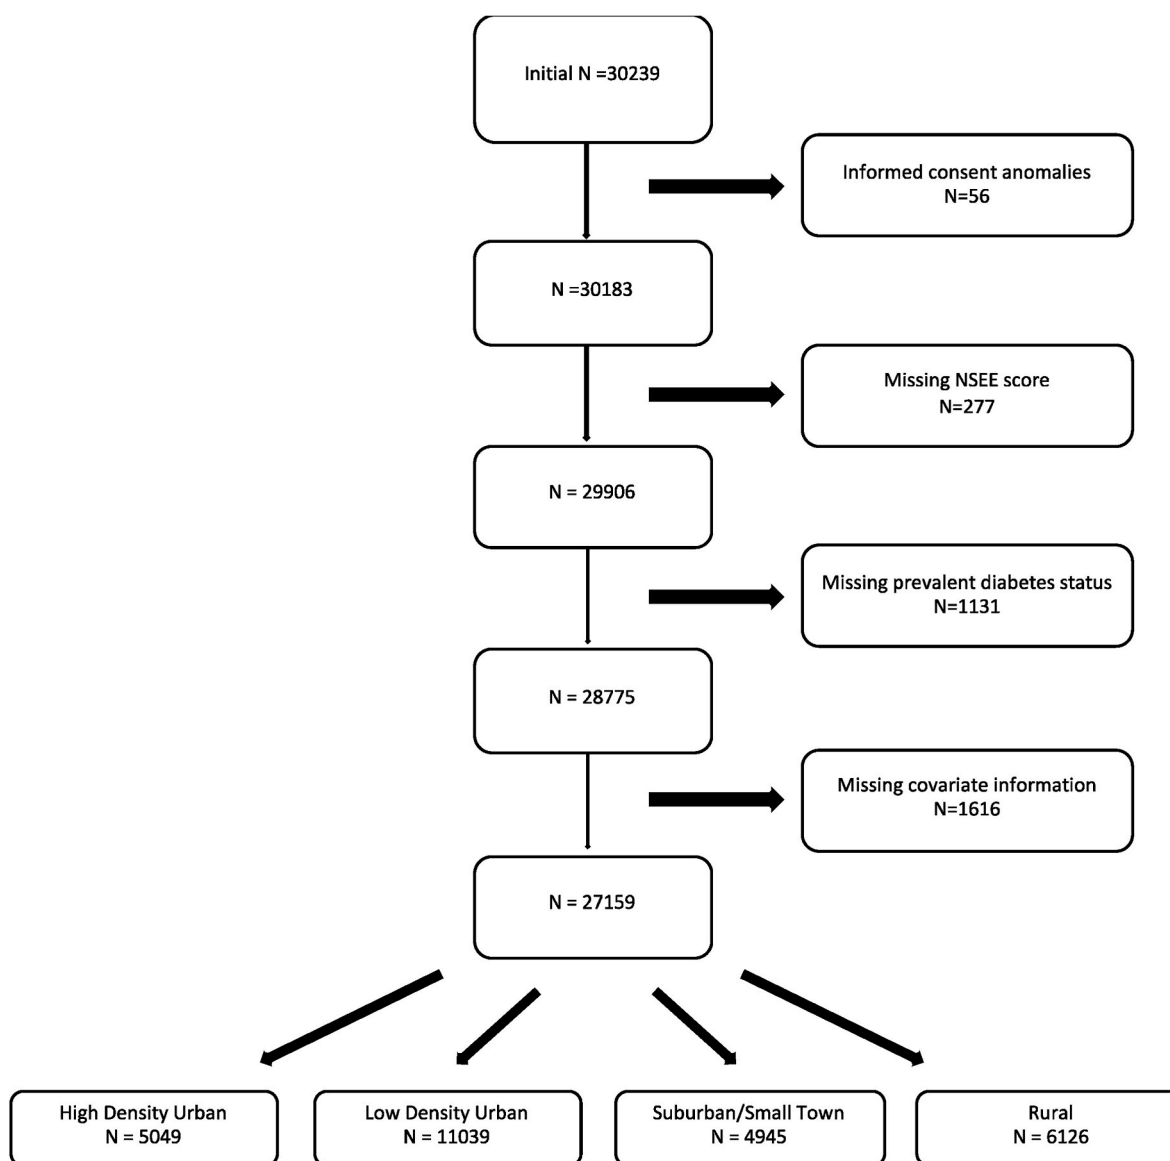 Initial N =30239
Informed consent anomalies
N=56
N =30183
Missing NSEE score
N=277
N = 29906
Missing prevalent diabetes status
N=1131
N = 28775
Missing covariate information
N=1616
N = 27159
High Density Urban
N = 5049
Low Density Urban
N = 11039
Suburban/Small Town
N = 4945
Rural
N = 6126